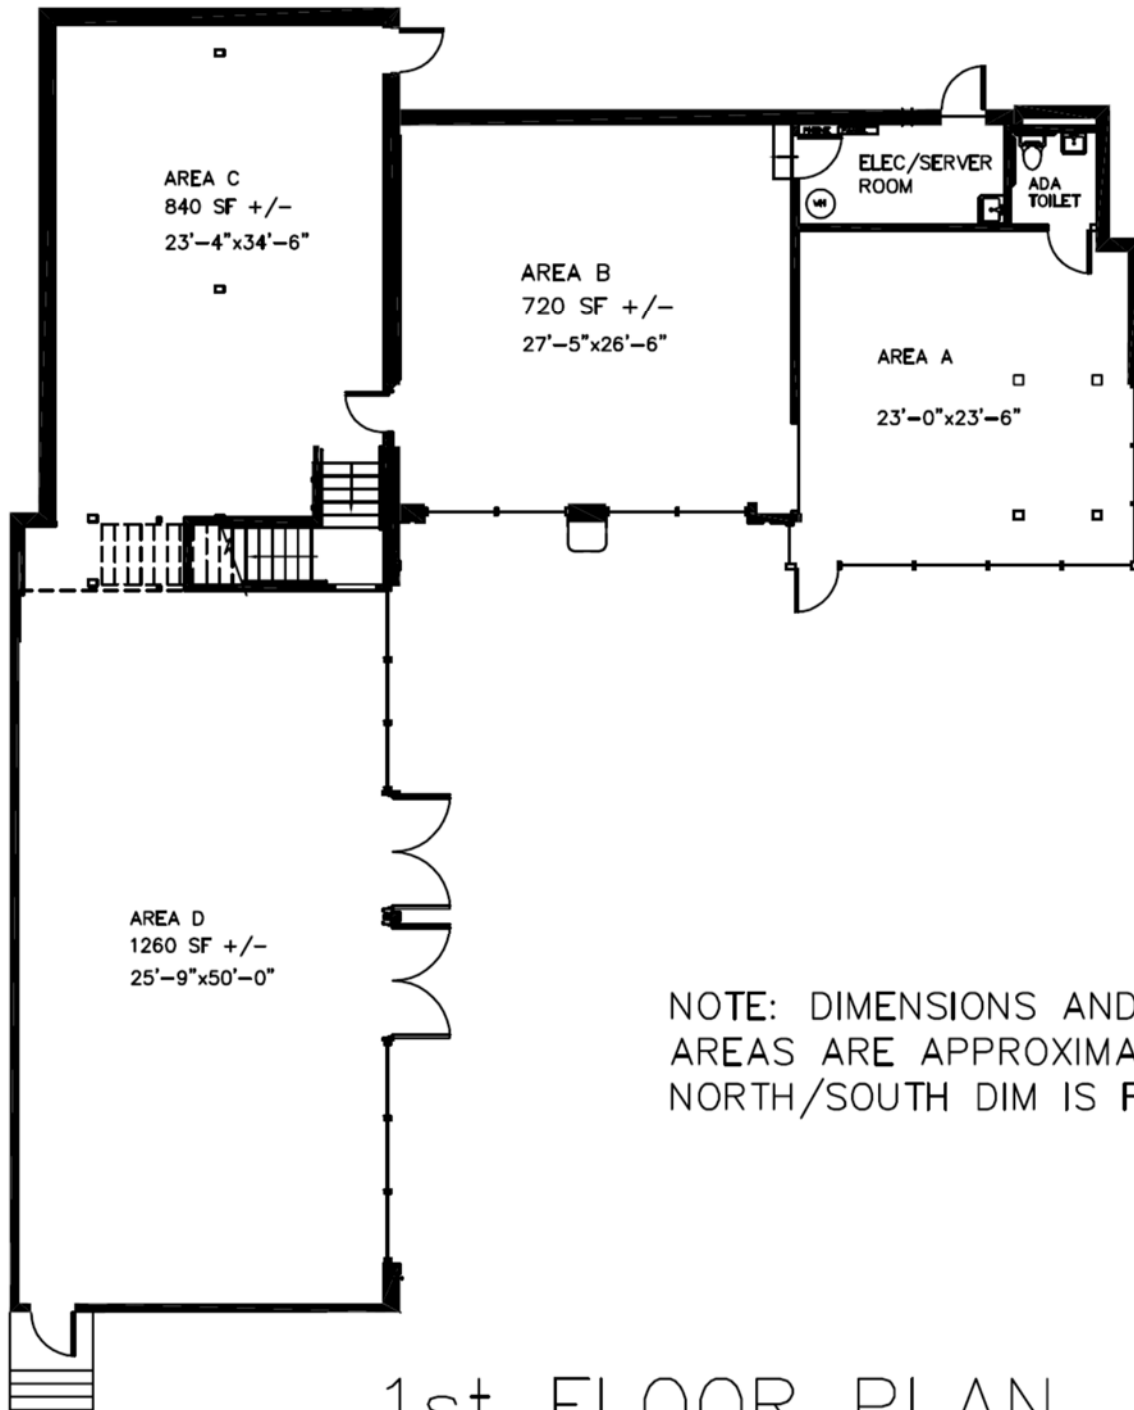 AREA C
840 SF +/-
23'-4"x34'-6"
AREA B
720 SF +/-
27'-5"x26'-6"
ELEC/SERVER
ROOM
WH
ADA
TOILET
AREA A
23'-0"x23'-6"
AREA D
1260 SF +/-
25'-9"x50'-0"
NOTE: DIMENSIONS AND
AREAS ARE APPROXIMA
NORTH/SOUTH DIM IS
1st FLOOR PLAN